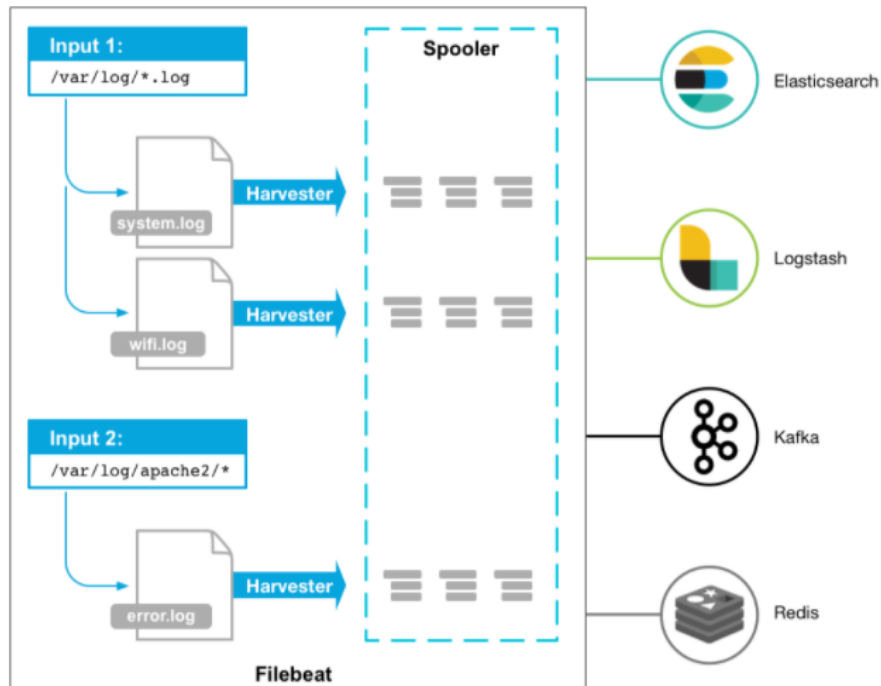 Input 1:
/var/log/*.log
Spooler
system.log
Harvester
wifi.log
Harvester
Input 2:
/var/log/apache2/*
error.log
Harvester
Filebeat
Elasticsearch
Logstash
Kafka
Redis